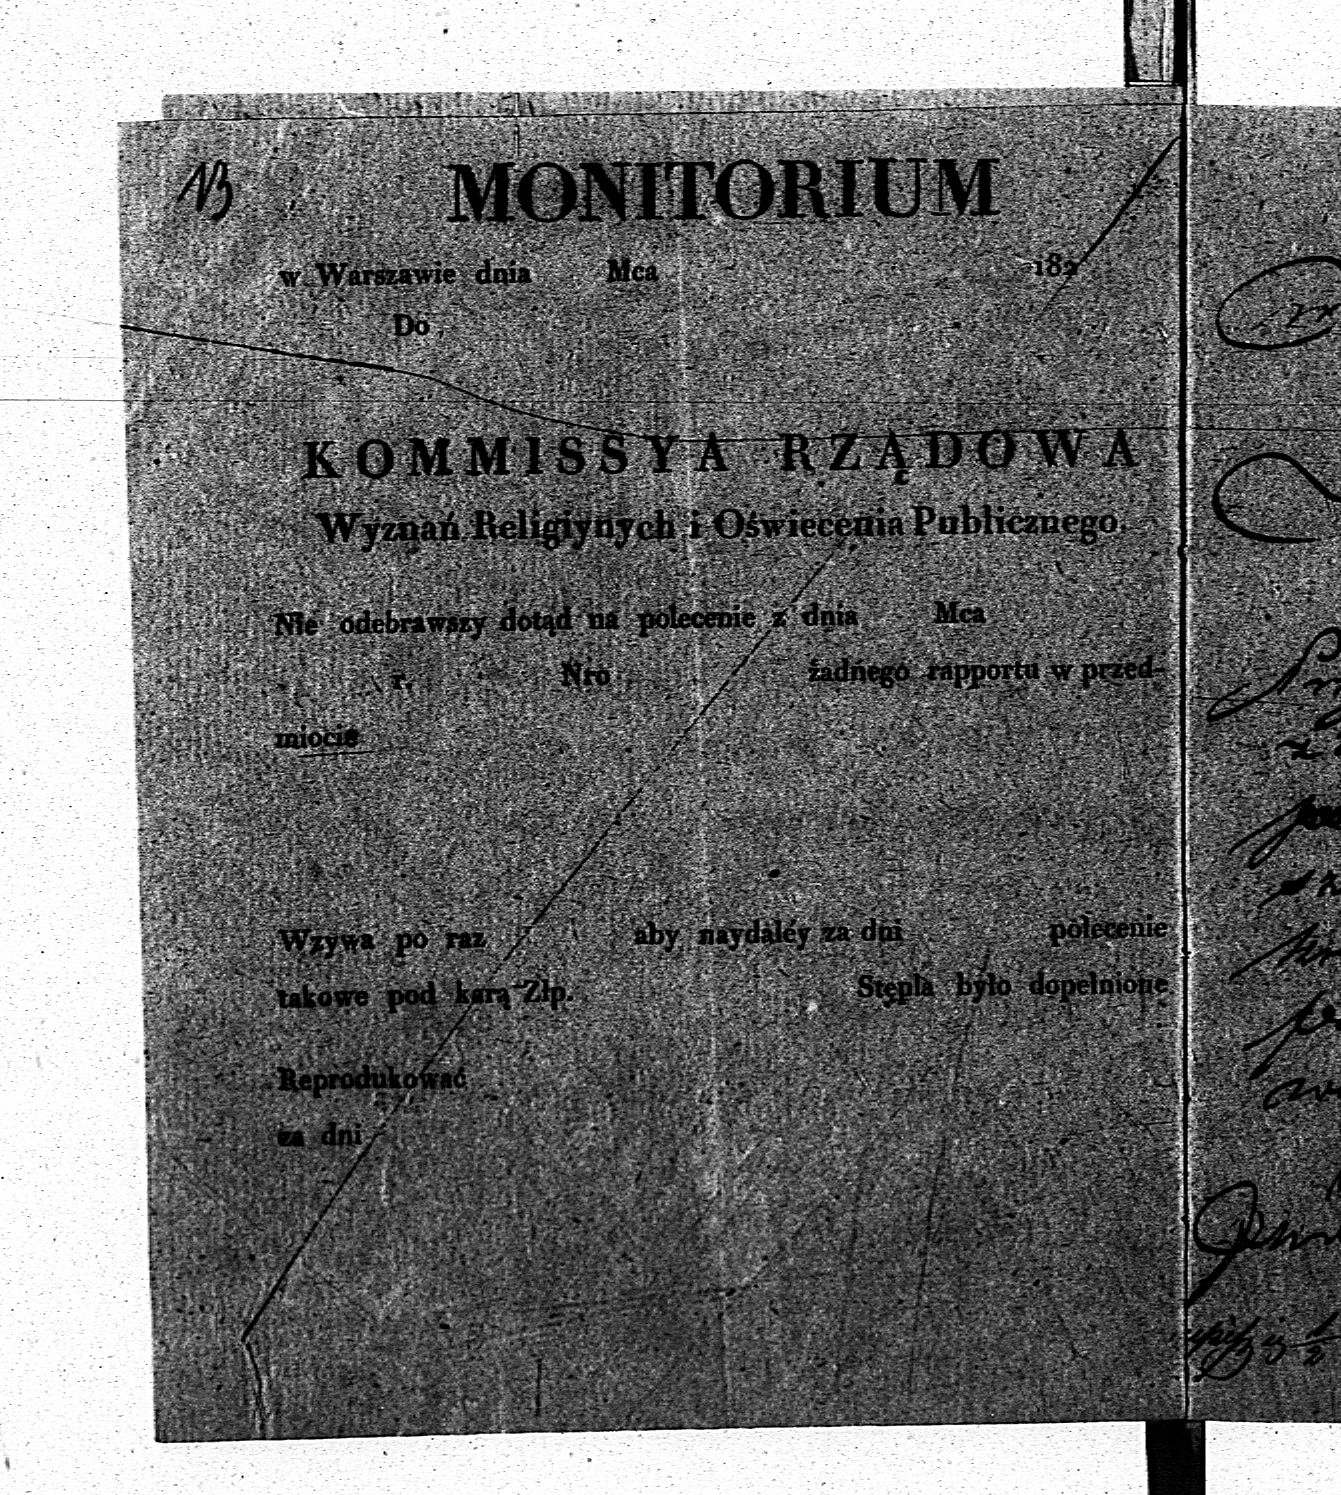 MONITORIUM
w Warszawie dnia Mca 182
Do
KOMMISSYA RZĄDOWA
Wyznań Religiynych i Oświecenia Publicznego.
Nie odebrawszy dotąd na polecenie z dnia Mca
r. Nro żadnego rapportu w przed-
miocie
Wzywa po raz aby naydaléy za dni polecenie
takowe pod karą Złp. Stępla było dopełnione
Reprodukować
za dni